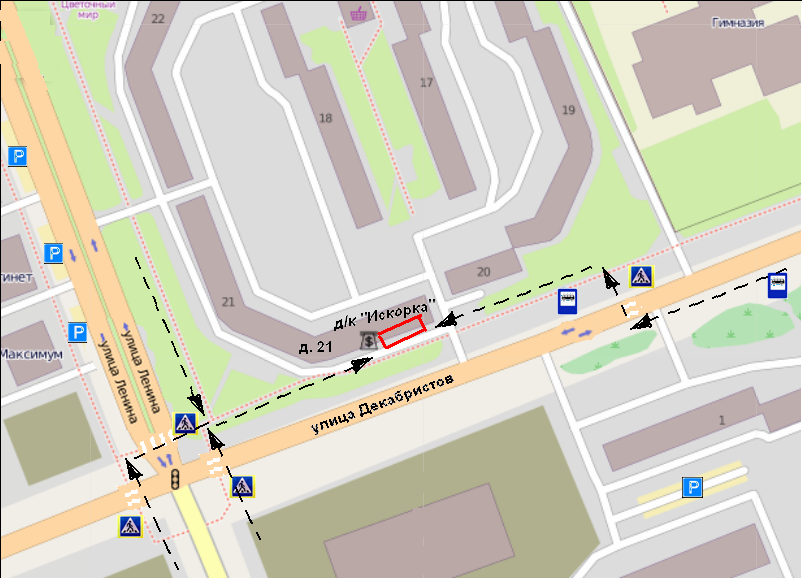 Цветочный
мир
22
Гимназия
17
18
19
P
P
P
20
21
д/к "Искорка"
$
д. 21
Максимум
улица Ленина
улица Ленина
улица Декабристов
1
P